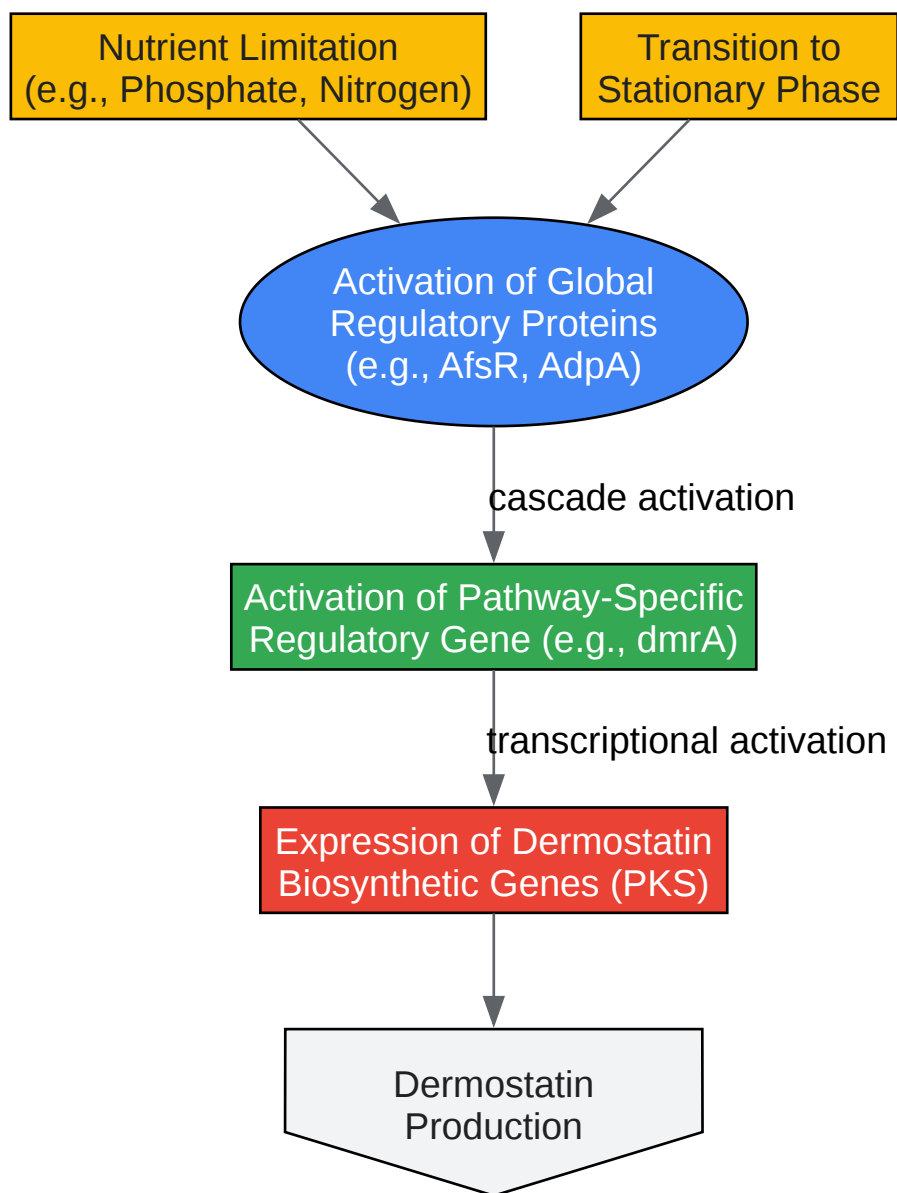 Nutrient Limitation
(e.g., Phosphate, Nitrogen)
Transition to
Stationary Phase
Activation of Global
Regulatory Proteins
(e.g., AfsR, AdpA)
cascade activation
Activation of Pathway-Specific
Regulatory Gene (e.g., dmrA)
transcriptional activation
Expression of Dermostatin
Biosynthetic Genes (PKS)
Dermostatin
Production